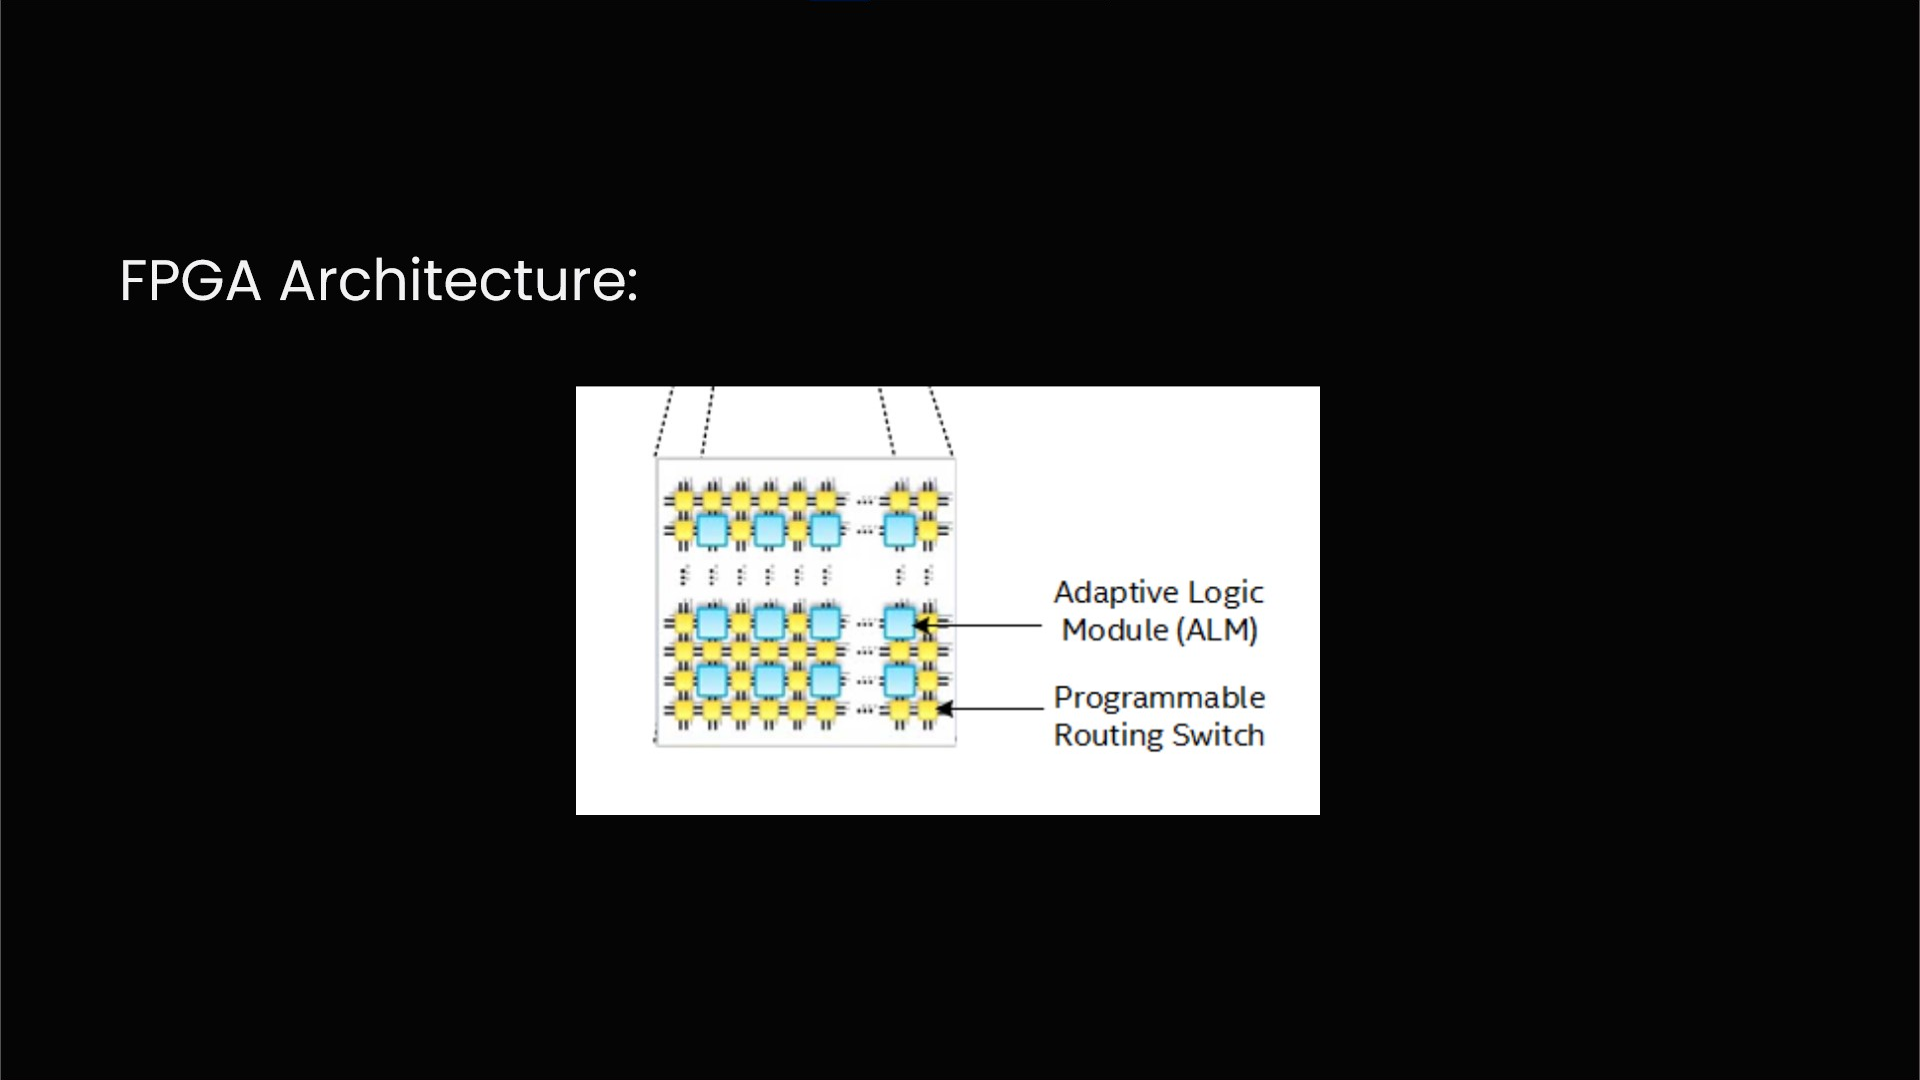 FPGA Architecture:
Adaptive Logic
Module (ALM)
Programmable
Routing Switch